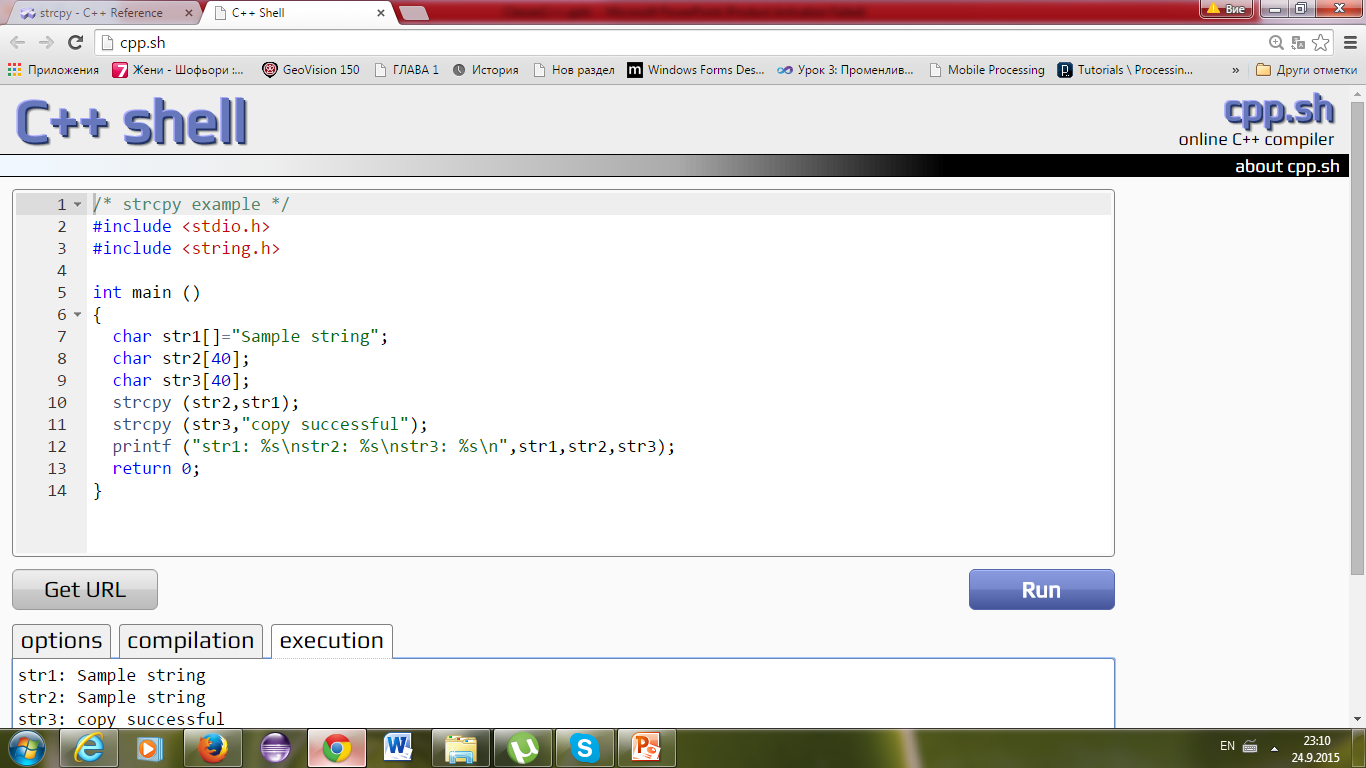 strcpy - C++ Reference
C++ Shell
Вие
cpp.sh
Приложения
Жени - Шофьори :...
GeoVision 150
ГЛАВА 1
История
Нов раздел
Windows Forms Des...
Урок 3: Променлив...
Mobile Processing
Tutorials \ Processin...
»
Други отметки
C++ shell
cpp.sh
online C++ compiler
about cpp.sh
1 /* strcpy example */
2 #include <stdio.h>
3 #include <string.h>
4
5 int main ()
6 {
7 char str1[]="Sample string";
8 char str2[40];
9 char str3[40];
10 strcpy (str2,str1);
11 strcpy (str3,"copy successful");
12 printf ("str1: %s\nstr2: %s\nstr3: %s\n",str1,str2,str3);
13 return 0;
14 }
Get URL
Run
options
compilation
execution
str1: Sample string
str2: Sample string
str3: copy successful
EN
23:10
24.9.2015